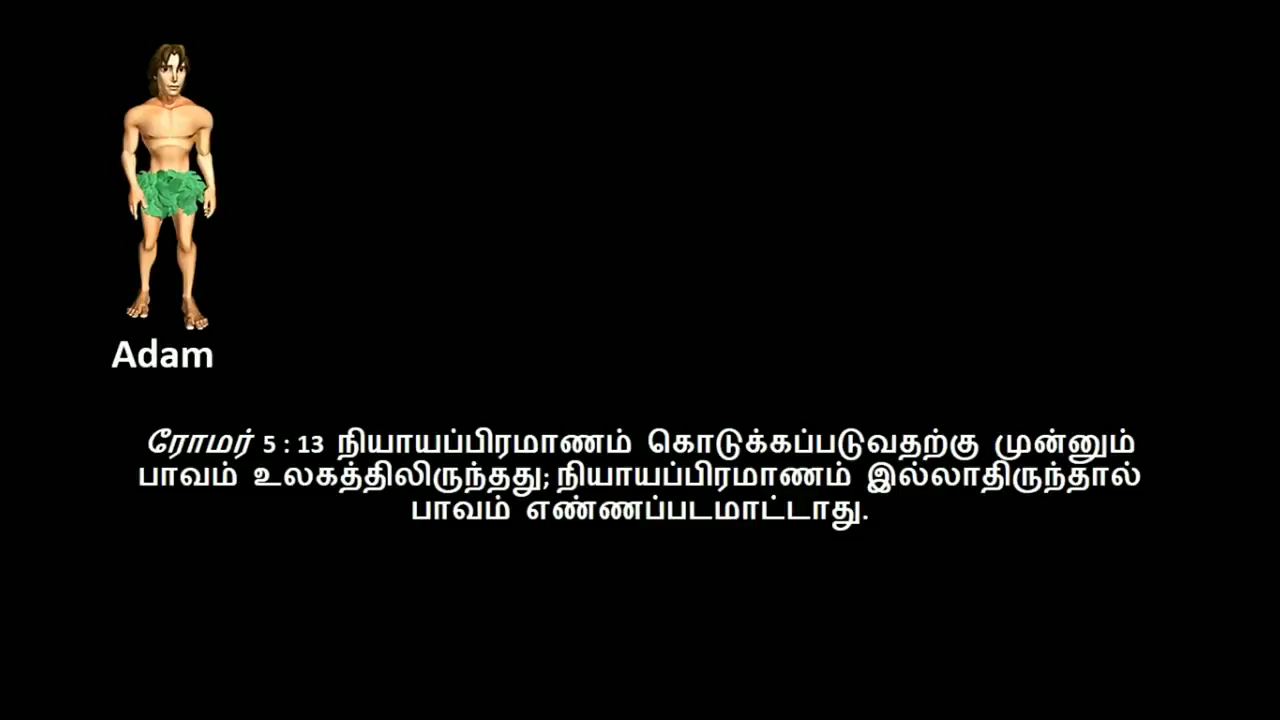 Adam
ரோமர் 5 : 13 நியாயப்பிரமாணம் கொடுக்கப்படுவதற்கு முன்னும்
பாவம் உலகத்திலிருந்தது; நியாயப்பிரமாணம் இல்லாதிருந்தால்
பாவம் எண்ணப்படமாட்டாது.